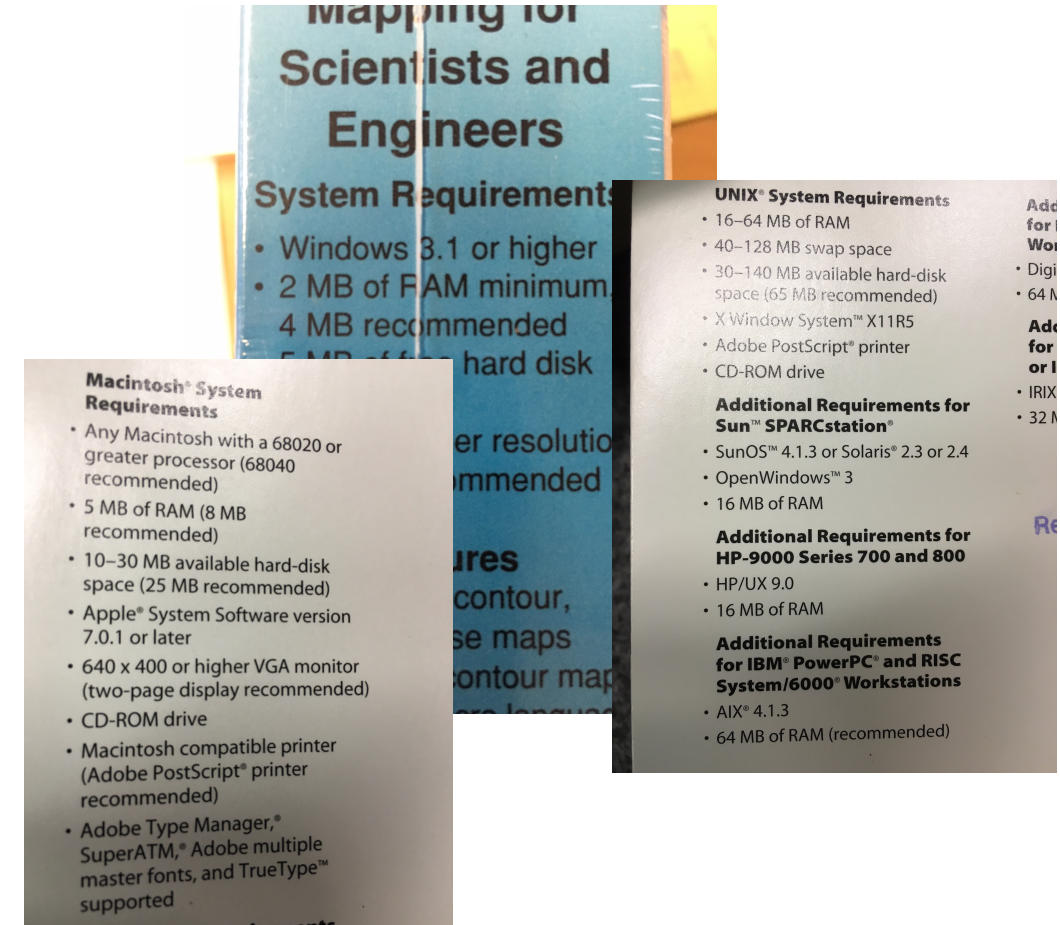 Mapping for
Scientists and
Engineers
System Requirements
• Windows 3.1 or higher
• 2 MB of RAM minimum,
4 MB recommended
5 MB of free hard disk
contour,
maps
contour
Macintosh® System
Requirements
• Any Macintosh with a 68020 or
greater processor (68040
recommended)
• 5 MB of RAM (8 MB
recommended)
• 10–30 MB available hard-disk
space (25 MB recommended)
• Apple® System Software version
7.0.1 or later
• 640 x 400 or higher VGA monitor
(two-page display recommended)
• CD-ROM drive
• Macintosh compatible printer
(Adobe PostScript® printer
recommended)
• Adobe Type Manager,®
SuperATM,® Adobe multiple
master fonts, and TrueType™
supported
UNIX® System Requirements
• 16–64 MB of RAM
• 40–128 MB swap space
• 30–140 MB available hard-disk
space (65 MB recommended)
• X Window System™ X11R5
• Adobe PostScript® printer
• CD-ROM drive
Additional Requirements for
Sun™ SPARCstation®
• SunOS™ 4.1.3 or Solaris® 2.3 or 2.4
• OpenWindows™ 3
• 16 MB of RAM
Additional Requirements for
HP-9000 Series 700 and 800
• HP/UX 9.0
• 16 MB of RAM
Additional Requirements
for IBM® PowerPC® and RISC
System/6000® Workstations
• AIX® 4.1.3
• 64 MB of RAM (recommended)
for
for
• IRIX
• 32